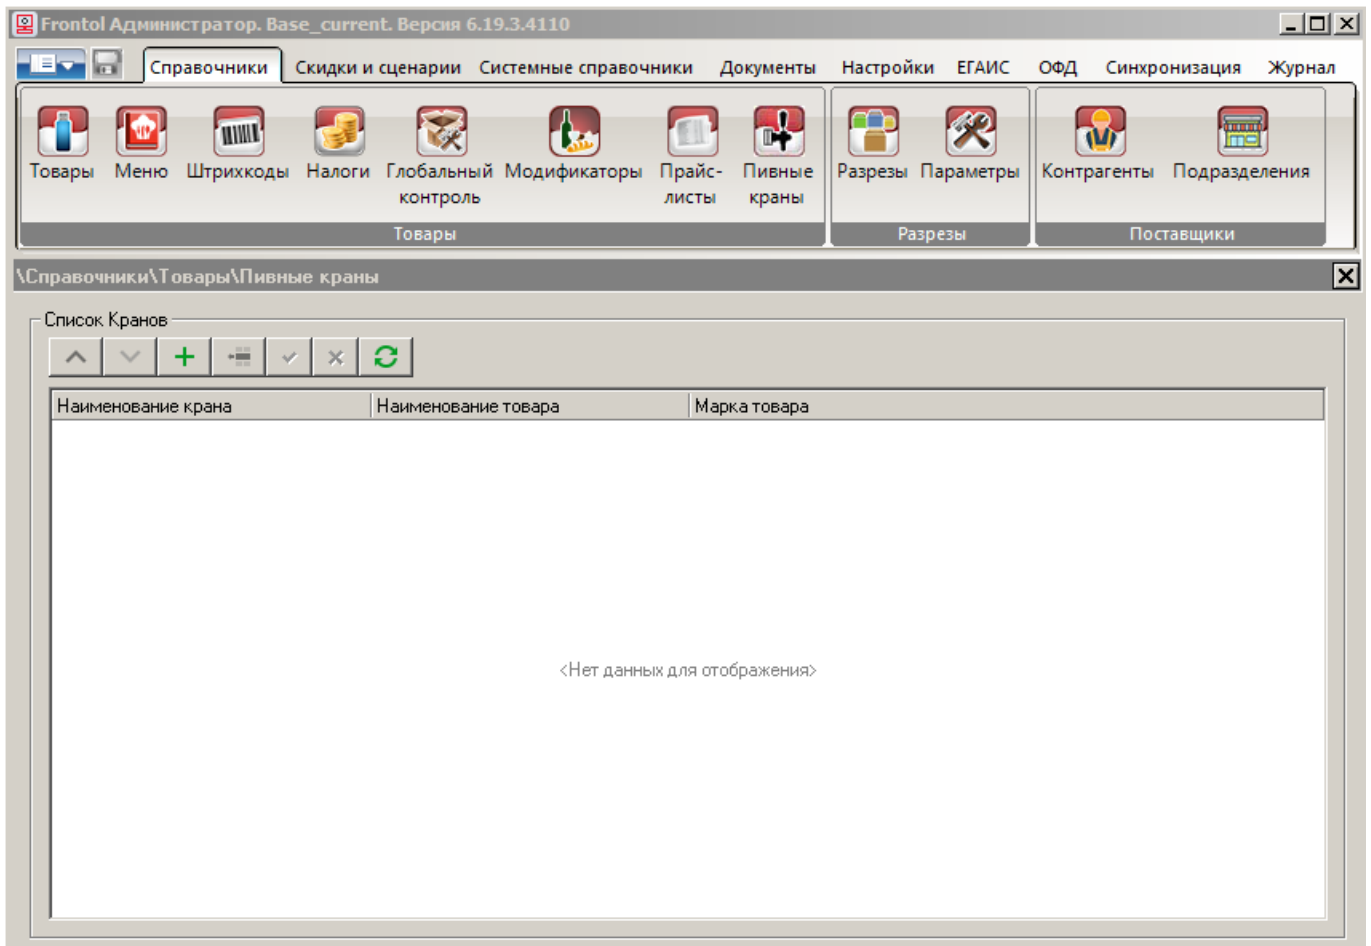 Frontol Администратор. Base_current. Версия 6.19.3.4110
Справочники Скидки и сценарии Системные справочники Документы Настройки ЕГАИС ОФД Синхронизация Журнал
Товары Меню Штрихкоды Налоги Глобальный контроль Модификаторы Прайс-листы Пивные краны Разрезы Параметры Контрагенты Подразделения
Товары Разрезы Поставщики
\Справочники\Товары\Пивные краны
Список Кранов
Наименование крана Наименование товара Марка товара
<Нет данных для отображения>